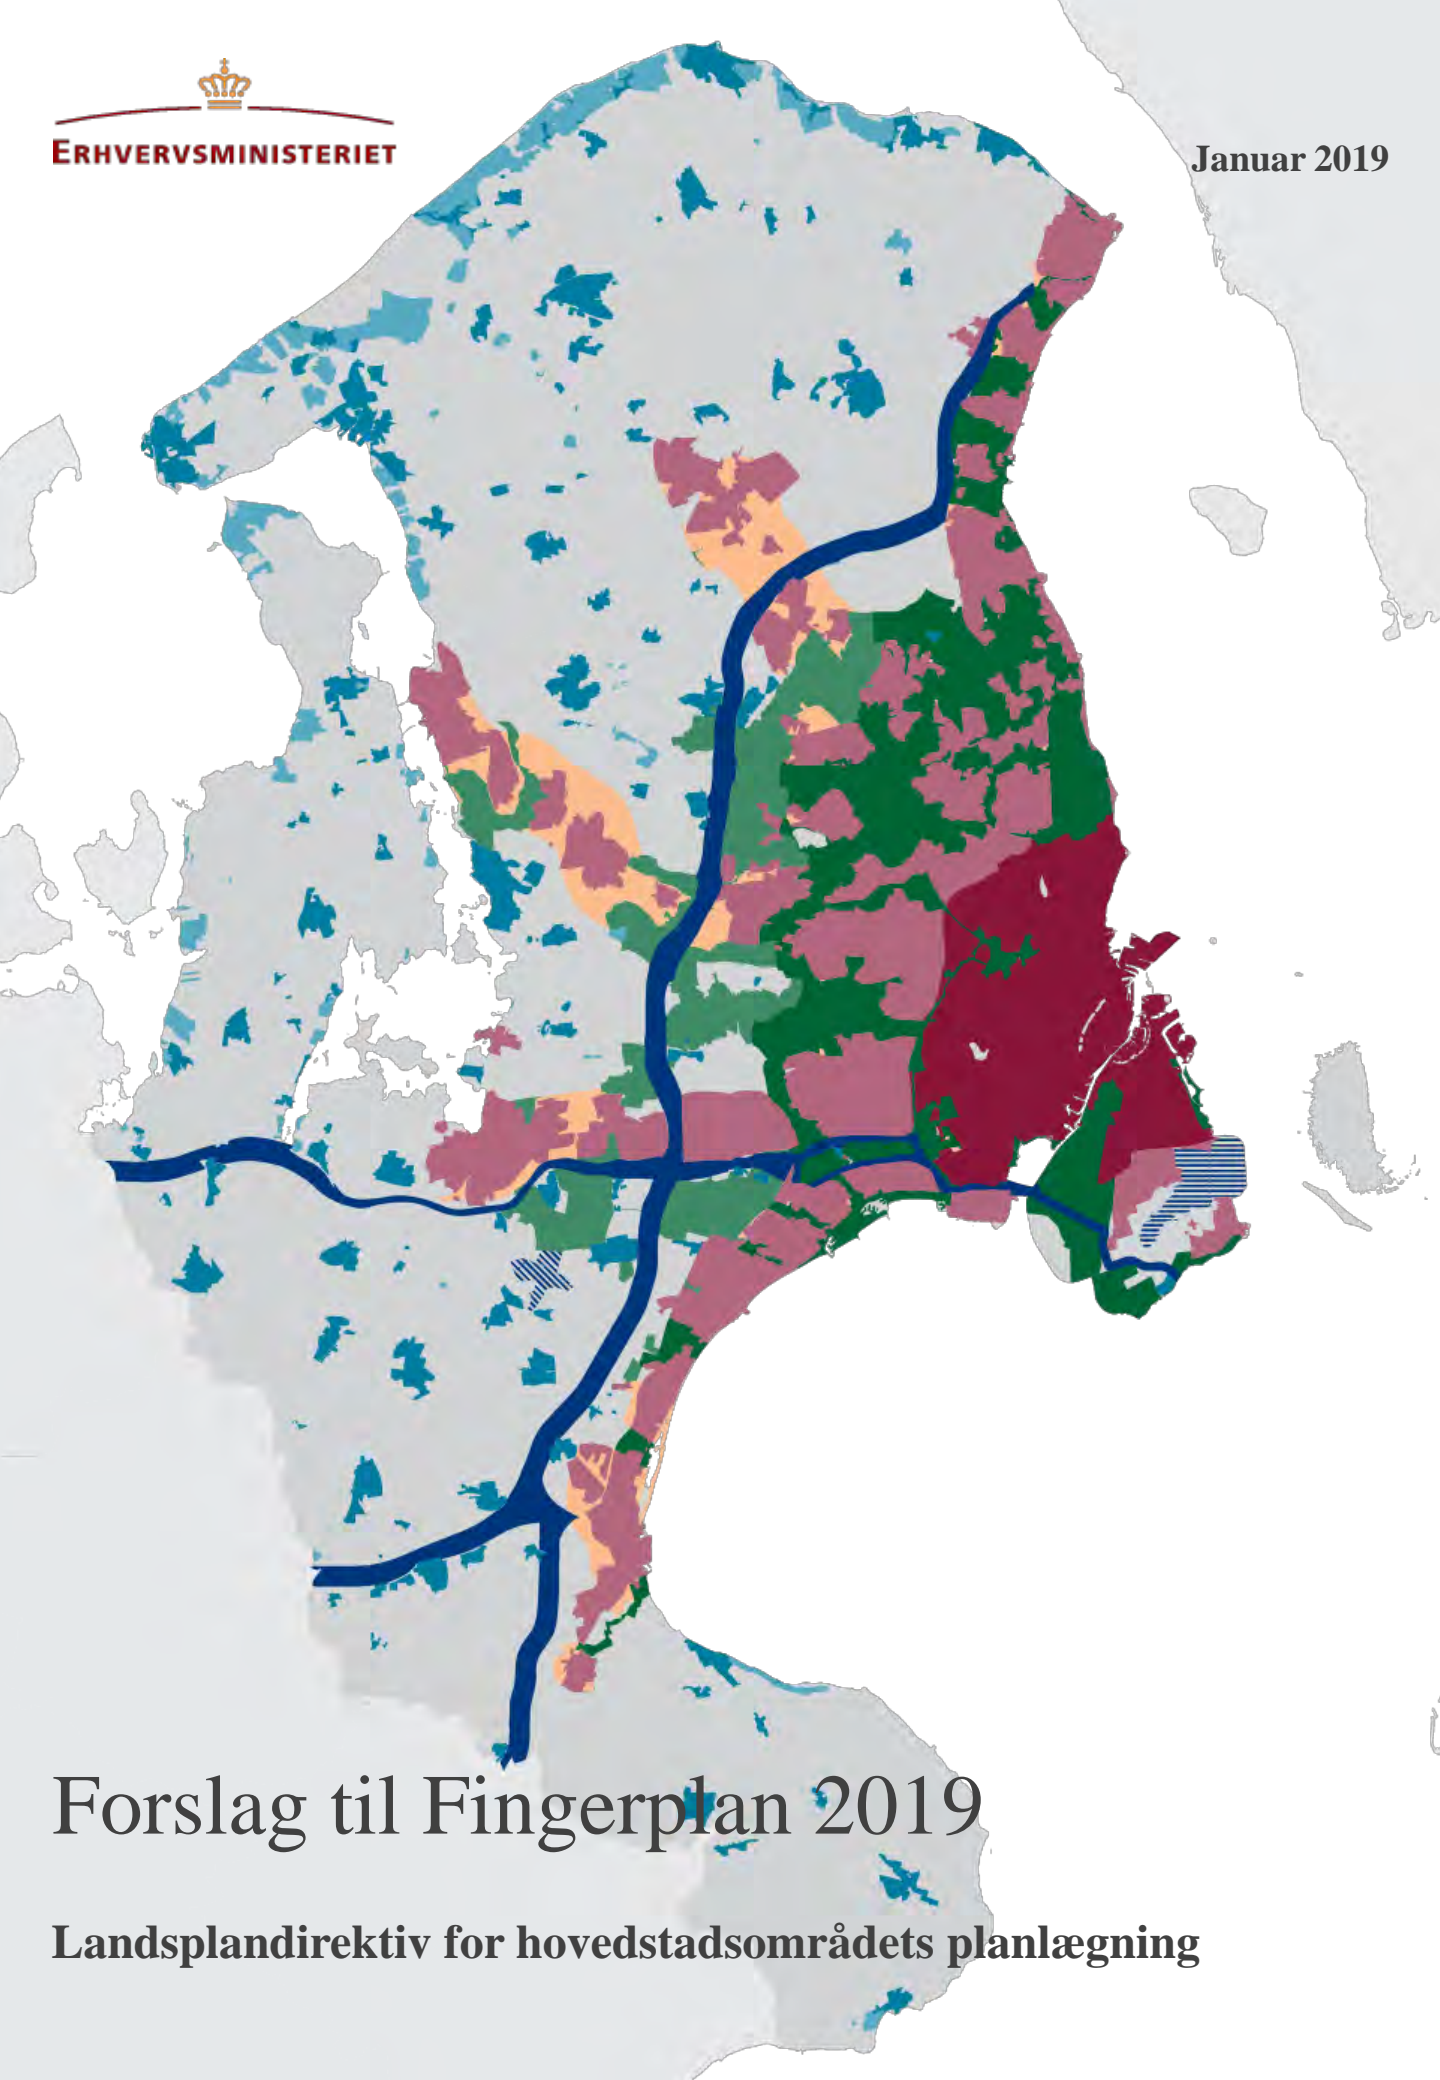 ERHVERVSMINISTERIET
Januar 2019
Forslag til Fingerplan 2019
Landsplandirektiv for hovedstadsområdets planlægning